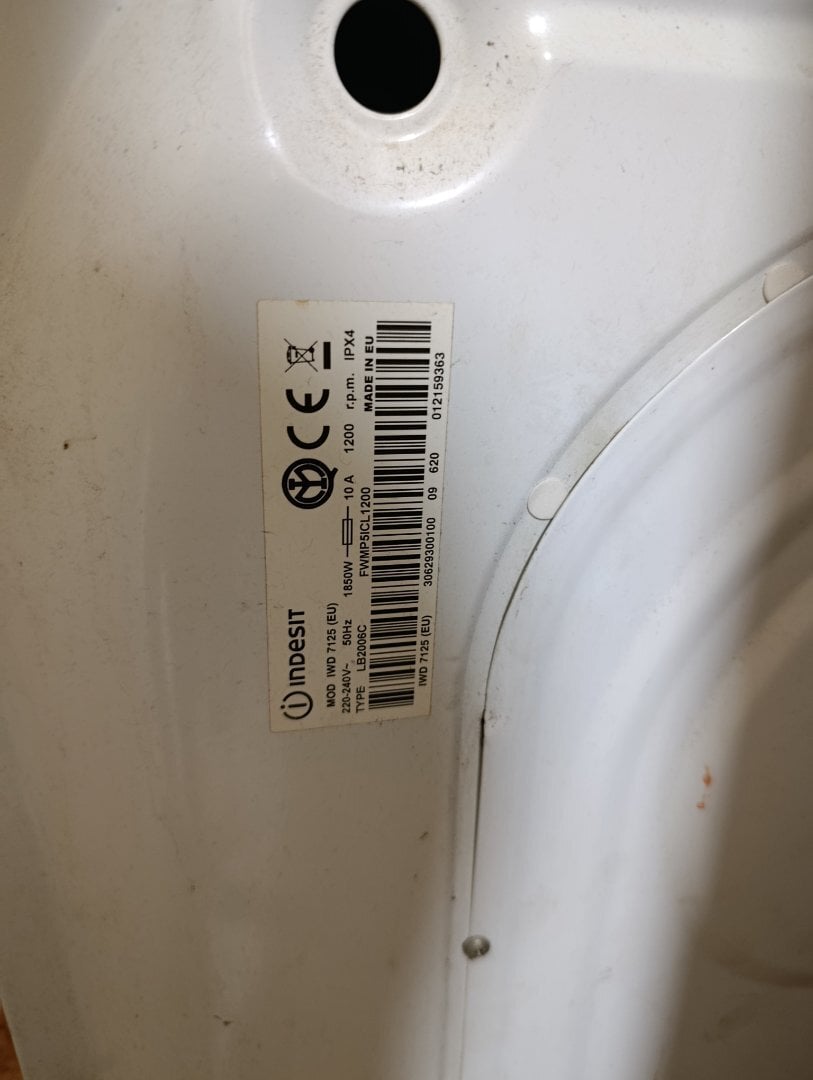 indesit
MOD IWD 7125 (EU)
220-240V~ 50Hz 1850W 10 A 1200 r.p.m. IPX4
TYPE LB2006C FWMP5ICL1200 MADE IN EU
IWD 7125 (EU) 30629300100 09 620 012159363